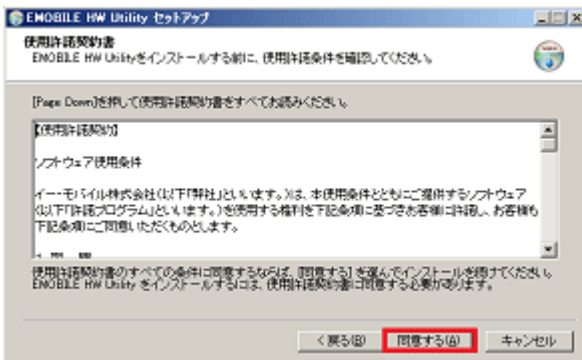 EMOBILE HW Utility セットアップ
使用許諾契約書
EMOBILE HW Utilityをインストールする前に、使用許諾条件を確認してください。
[Page Down]を押して使用許諾契約書をすべてお読みください。
【使用許諾契約】
ソフトウェア使用条件
イー・モバイル株式会社(以下「弊社」といいます。)は、本使用条件とともにご提供するソフトウェア
(以下「許諾プログラム」といいます。)を使用する権利を下記条項に基づきお客様に許諾し、お客様も
下記条項にご同意いただくものとします。
使用許諾契約書のすべての条件に同意するならば、[同意する] を選んでインストールを続けてください。
EMOBILE HW Utility をインストールするには、使用許諾契約書に同意する必要があります。
< 戻る(B)
同意する(A)
キャンセル